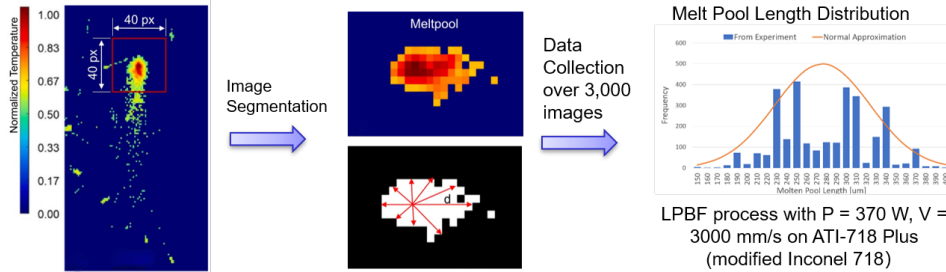 Normalized Temperature
1.00
0.83
0.67
0.50
0.33
0.17
0.00
40 px
40 px
Image
Segmentation
Meltpool
d
Data
Collection
over 3,000
images
Melt Pool Length Distribution
From Experiment
Normal Approximation
Frequency
600
500
400
300
200
100
0
150 160 170 180 190 200 210 220 230 240 250 260 270 280 290 300 310 320 330 340 350 360 370 380 390
Molten Pool Length [um]
LPBF process with P = 370 W, V =
3000 mm/s on ATI-718 Plus
(modified Inconel 718)